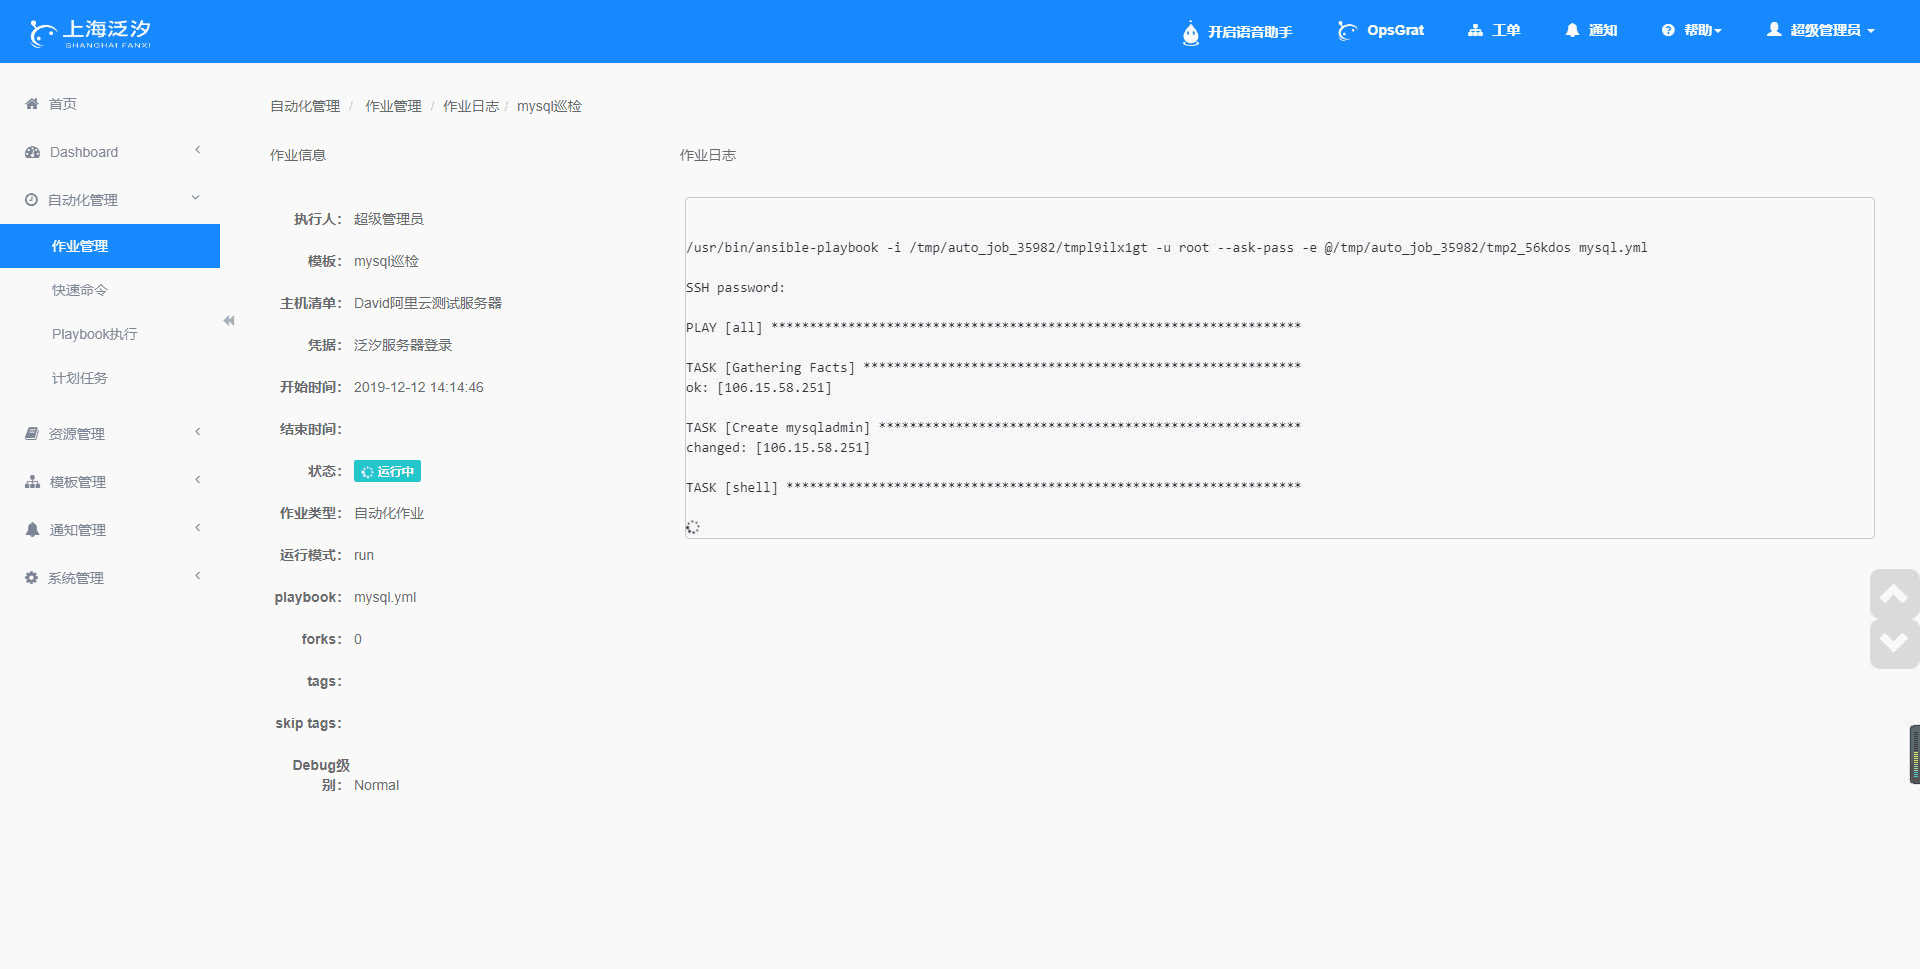 上海泛汐
SHANGHAI FANXI
开启语音助手
OpsGrat
工单
通知
帮助
超级管理员
首页
Dashboard
自动化管理
作业管理
快速命令
Playbook执行
计划任务
资源管理
模板管理
通知管理
系统管理
自动化管理 / 作业管理 / 作业日志 / mysql巡检
作业信息
执行人： 超级管理员
模板： mysql巡检
主机清单： David阿里云测试服务器
凭据： 泛汐服务器登录
开始时间： 2019-12-12 14:14:46
结束时间：
状态： 运行中
作业类型： 自动化作业
运行模式： run
playbook： mysql.yml
forks： 0
tags：
skip tags：
Debug级
别： Normal
作业日志
/usr/bin/ansible-playbook -i /tmp/auto_job_35982/tmpl9ilx1gt -u root --ask-pass -e @/tmp/auto_job_35982/tmp2_56kdos mysql.yml
SSH password:
PLAY [all] *********************************************************************
TASK [Gathering Facts] *********************************************************
ok: [106.15.58.251]
TASK [Create mysqladmin] *******************************************************
changed: [106.15.58.251]
TASK [shell] *******************************************************************